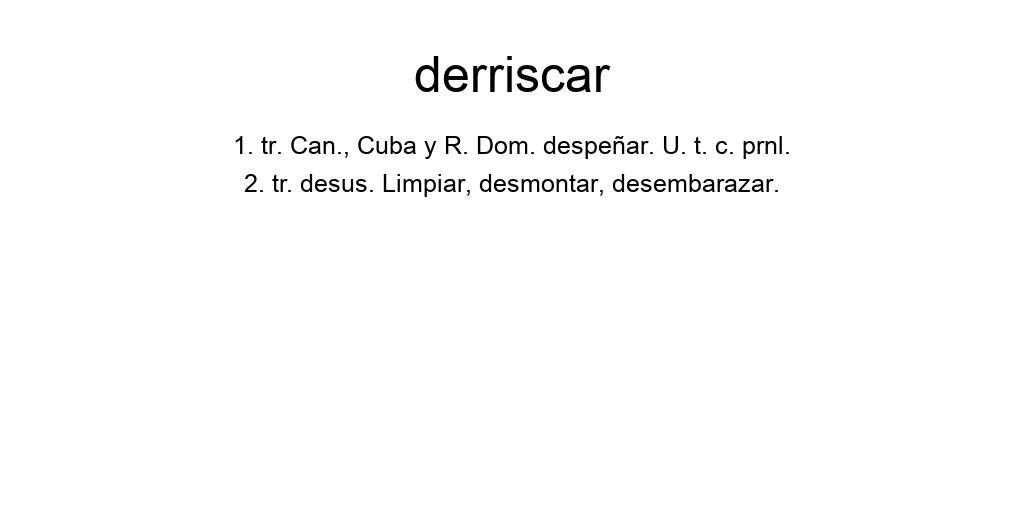 derriscar
1. tr. Can., Cuba y R. Dom. despeñar. U. t. c. prnl.
2. tr. desus. Limpiar, desmontar, desembarazar.